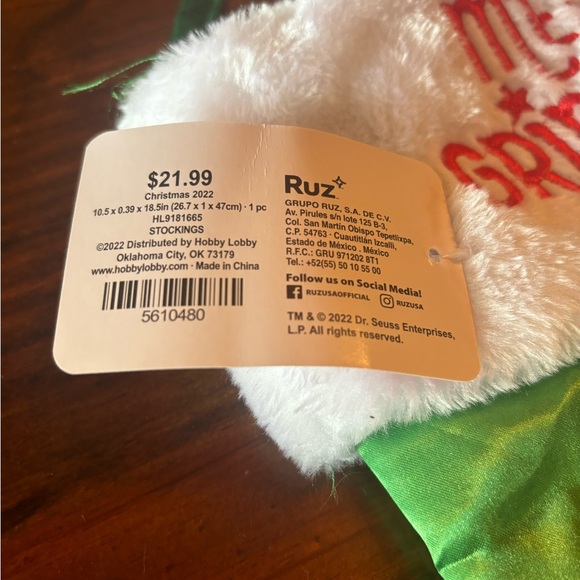 $21.99
Christmas 2022
10.5 x 0.39 x 18.5in (26.7 x 1 x 47cm) · 1 pc
HL9181665
STOCKINGS
©2022 Distributed by Hobby Lobby
Oklahoma City, OK 73179
www.hobbylobby.com · Made in China
5610480
Ruz
GRUPO RUZ, S.A. DE C.V.
Av. Pirules s/n lote 125 B-3,
Col. San Martin Obispo Tepetlixpa,
C.P. 54763 · Cuautitlán Izcalli,
Estado de México . México
R.F.C.: GRU 971202 8T1
Tel.: +52(55) 50 10 55 00
Follow us on Social Media!
RUZUSAOFFICIAL RUZUSA
TM & © 2022 Dr. Seuss Enterprises,
L.P. All rights reserved.